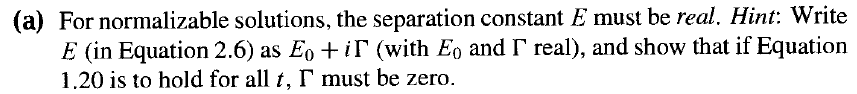 (a) For normalizable solutions, the separation constant E must be real. Hint: Write
E (in Equation 2.6) as E₀ + iΓ (with E₀ and Γ real), and show that if Equation
1.20 is to hold for all t, Γ must be zero.